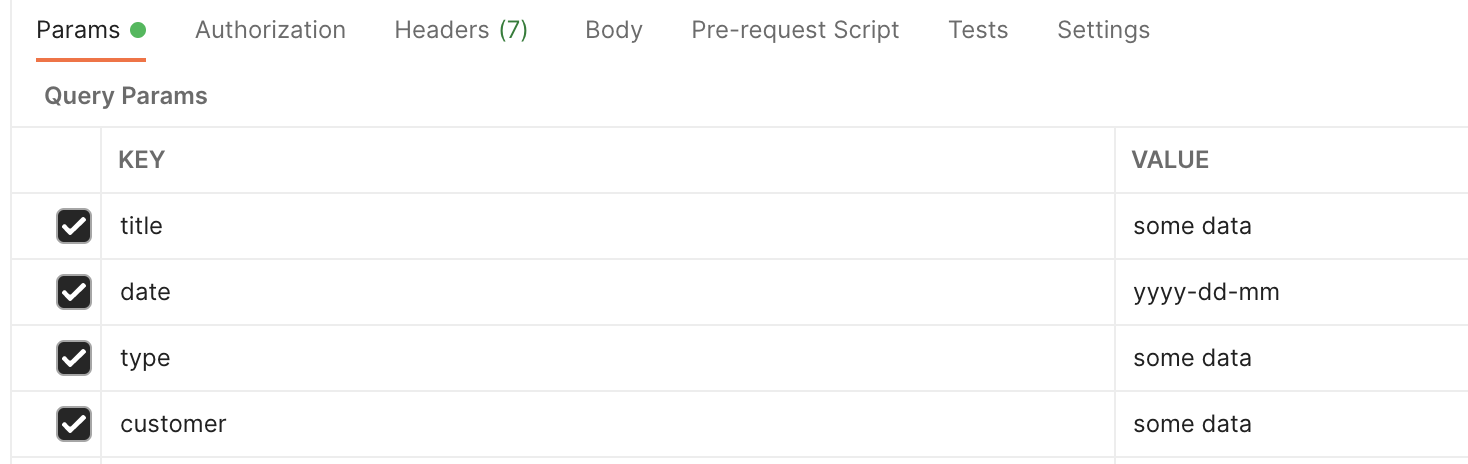 Params Authorization Headers (7) Body Pre-request Script Tests Settings
Query Params
KEY VALUE
title some data
date yyyy-dd-mm
type some data
customer some data